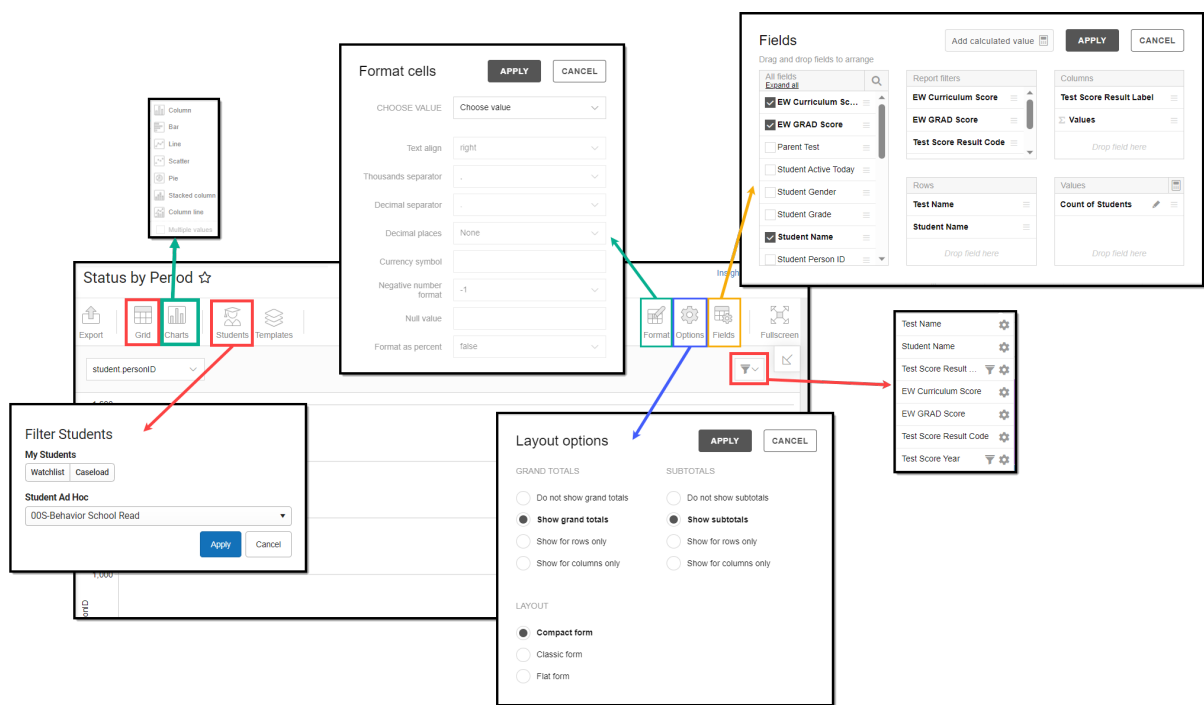 Fields
Add calculated value
APPLY
CANCEL
Drag and drop fields to arrange
All fields
Expand all
EW Curriculum Sc...
EW GRAD Score
Parent Test
Student Active Today
Student Gender
Student Grade
Student Name
Student Person ID
Report filters
EW Curriculum Score
EW GRAD Score
Test Score Result Code
Columns
Test Score Result Label
Σ Values
Drop field here
Rows
Test Name
Student Name
Drop field here
Values
Count of Students
Drop field here
Format cells
APPLY
CANCEL
CHOOSE VALUE
Choose value
Text align
right
Thousands separator
,
Decimal separator
.
Decimal places
None
Currency symbol
Negative number
format
-1
Null value
Format as percent
false
Column
Bar
Line
Scatter
Pie
Stacked column
Column line
Multiple values
Status by Period ☆
Insigh
Export
Grid
Charts
Students
Templates
Format
Options
Fields
Fullscreen
student.personID
1,000
Test Name
Student Name
Test Score Result ...
EW Curriculum Score
EW GRAD Score
Test Score Result Code
Test Score Year
Filter Students
My Students
Watchlist
Caseload
Student Ad Hoc
00S-Behavior School Read
Apply
Cancel
Layout options
APPLY
CANCEL
GRAND TOTALS
Do not show grand totals
Show grand totals
Show for rows only
Show for columns only
SUBTOTALS
Do not show subtotals
Show subtotals
Show for rows only
Show for columns only
LAYOUT
Compact form
Classic form
Flat form